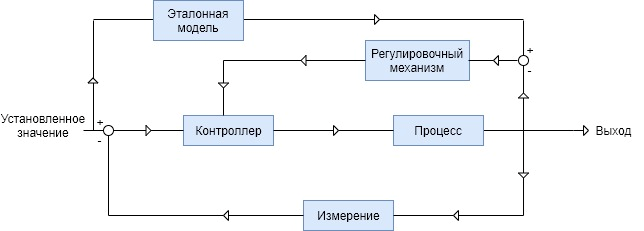 Эталонная
модель
+
-
Регулировочный
механизм
Установленное
значение
+
-
Контроллер
Процесс
Выход
Измерение